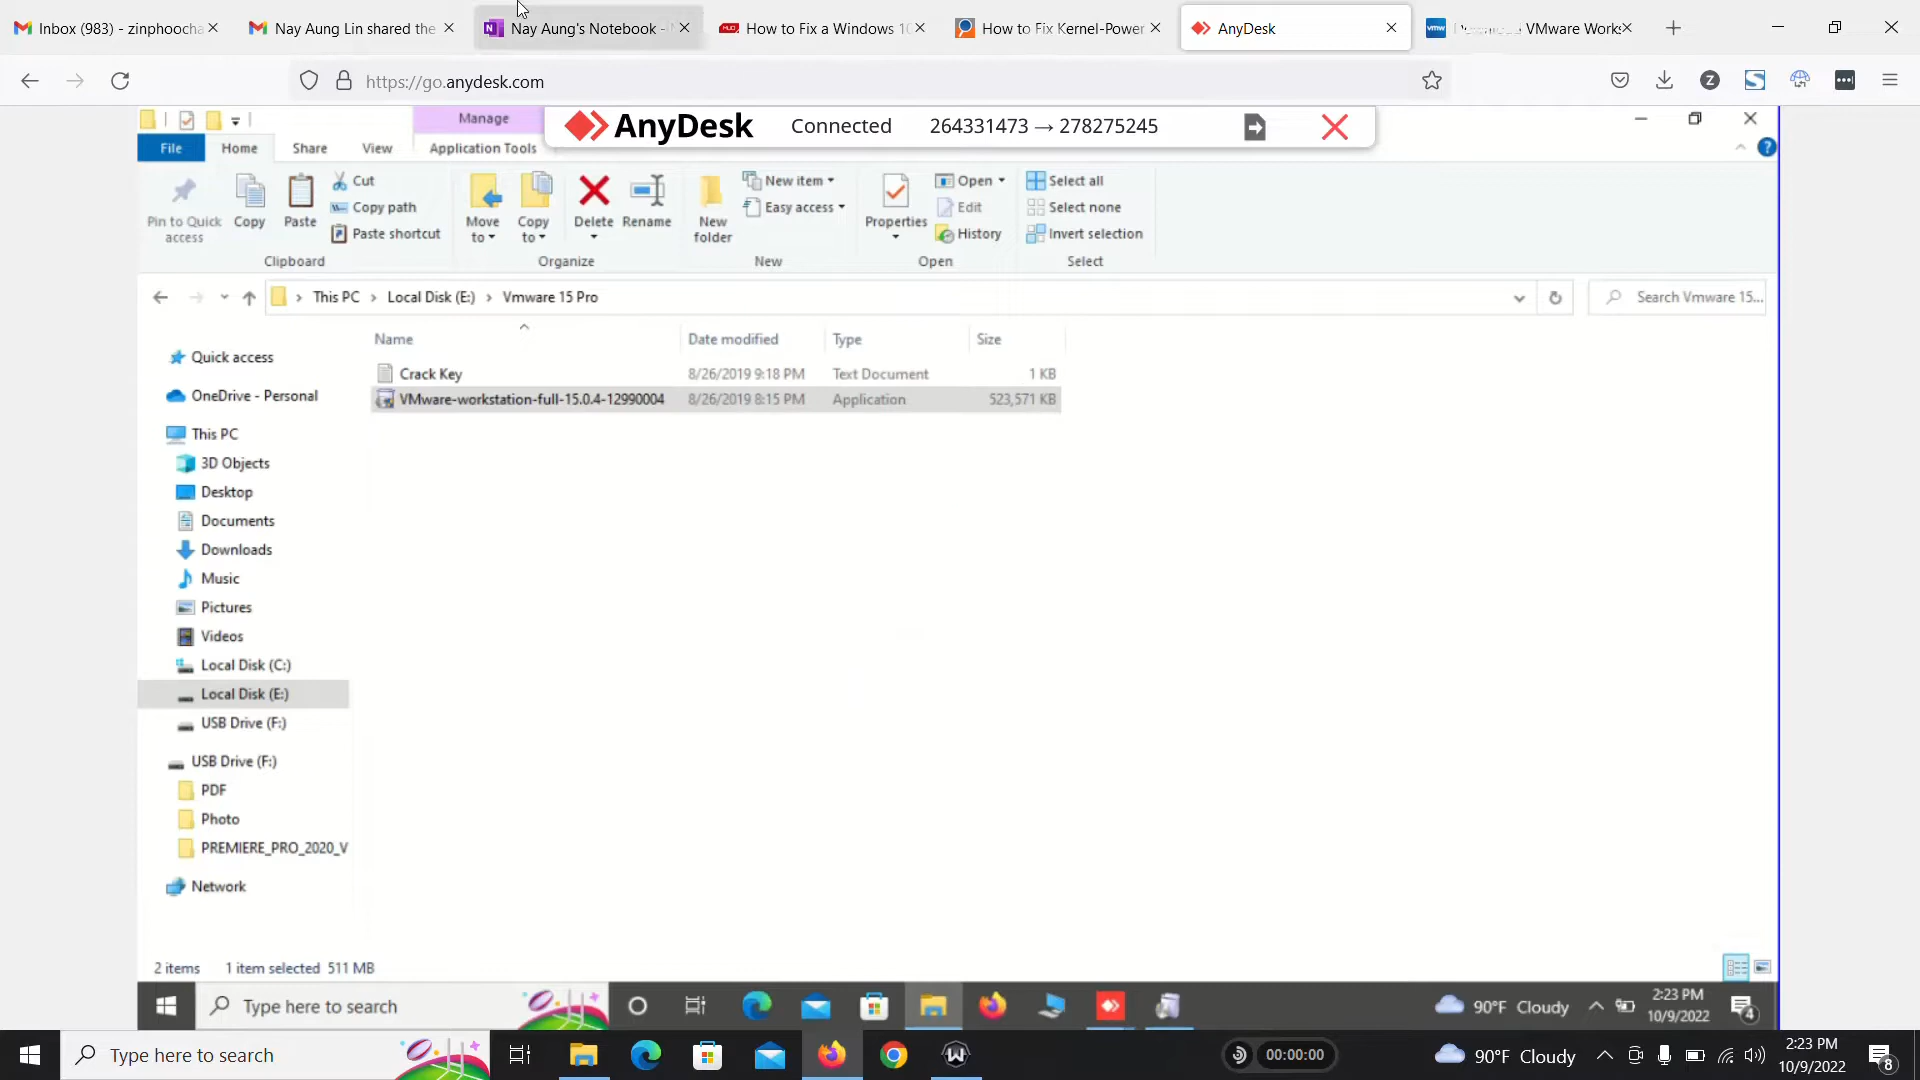 Inbox (983) - zinphoocha
Nay Aung Lin shared the
Nay Aung's Notebook -
How to Fix a Windows 10
How to Fix Kernel-Power
AnyDesk
VMware Works
https://go.anydesk.com
Manage
AnyDesk Connected 264331473 → 278275245
File Home Share View Application Tools
Pin to Quick access
Copy
Paste
Cut
Copy path
Paste shortcut
Clipboard
Move to
Copy to
Delete
Rename
Organize
New folder
New item
Easy access
New
Properties
Open
Edit
History
Open
Select all
Select none
Invert selection
Select
This PC > Local Disk (E:) > Vmware 15 Pro
Search Vmware 15...
Name Date modified Type Size
Crack Key 8/26/2019 9:18 PM Text Document 1 KB
VMware-workstation-full-15.0.4-12990004 8/26/2019 8:15 PM Application 523,571 KB
Quick access
OneDrive - Personal
This PC
3D Objects
Desktop
Documents
Downloads
Music
Pictures
Videos
Local Disk (C:)
Local Disk (E:)
USB Drive (F:)
USB Drive (F:)
PDF
Photo
PREMIERE_PRO_2020_V
Network
2 items 1 item selected 511 MB
Type here to search
90°F Cloudy
2:23 PM
10/9/2022
4
Type here to search
00:00:00
90°F Cloudy
2:23 PM
10/9/2022
8